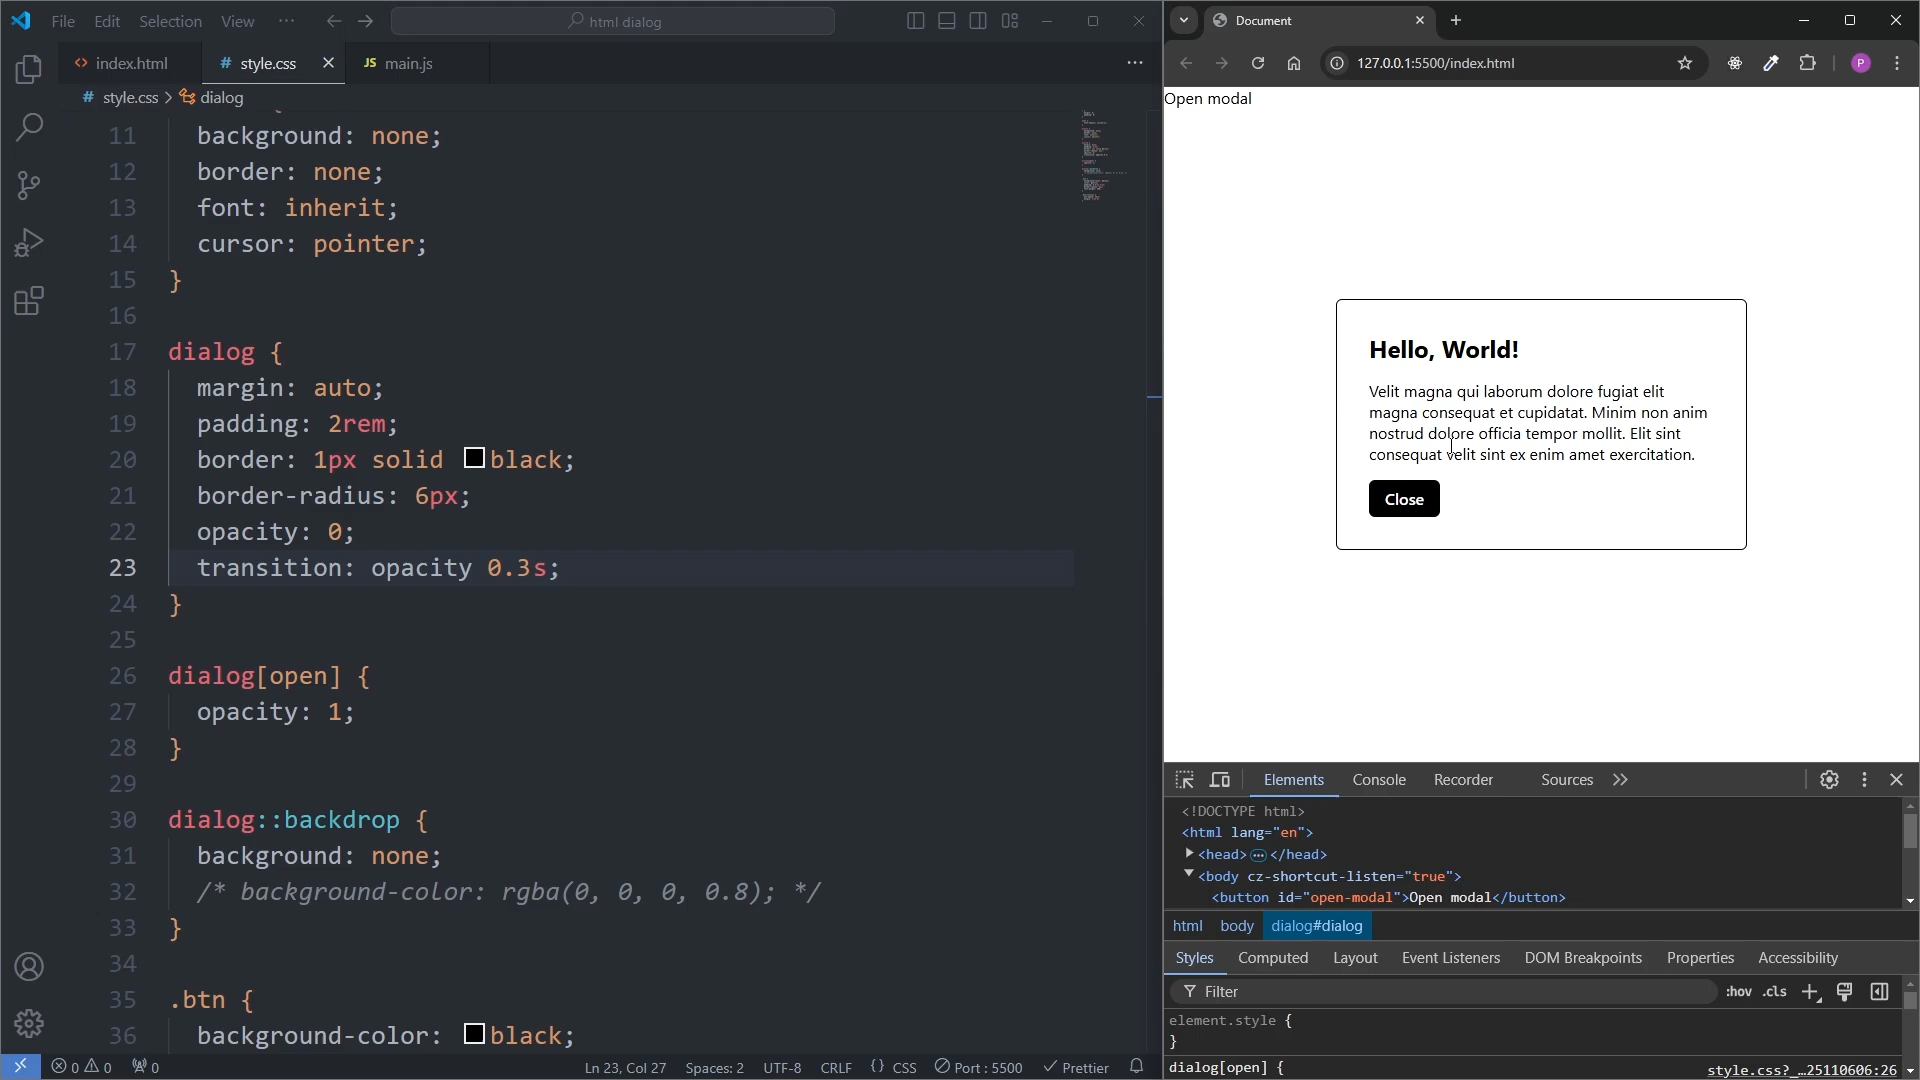 File Edit Selection View ··· html dialog
index.html
# style.css
JS main.js
# style.css > dialog
11 background: none;
12 border: none;
13 font: inherit;
14 cursor: pointer;
15 }
16
17 dialog {
18 margin: auto;
19 padding: 2rem;
20 border: 1px solid black;
21 border-radius: 6px;
22 opacity: 0;
23 transition: opacity 0.3s;
24 }
25
26 dialog[open] {
27 opacity: 1;
28 }
29
30 dialog::backdrop {
31 background: none;
32 /* background-color: rgba(0, 0, 0, 0.8); */
33 }
34
35 .btn {
36 background-color: black;
0 0 0 Ln 23, Col 27 Spaces: 2 UTF-8 CRLF {} CSS Port : 5500 Prettier
Document
127.0.0.1:5500/index.html
P
Open modal
Hello, World!
Velit magna qui laborum dolore fugiat elit
magna consequat et cupidatat. Minim non anim
nostrud dolore officia tempor mollit. Elit sint
consequat velit sint ex enim amet exercitation.
Close
Elements Console Recorder Sources
<!DOCTYPE html>
<html lang="en">
<head>···</head>
<body cz-shortcut-listen="true">
<button id="open-modal">Open modal</button>
html body dialog#dialog
Styles Computed Layout Event Listeners DOM Breakpoints Properties Accessibility
Filter :hov .cls
element.style {
}
dialog[open] { style.css?_…25110606:26